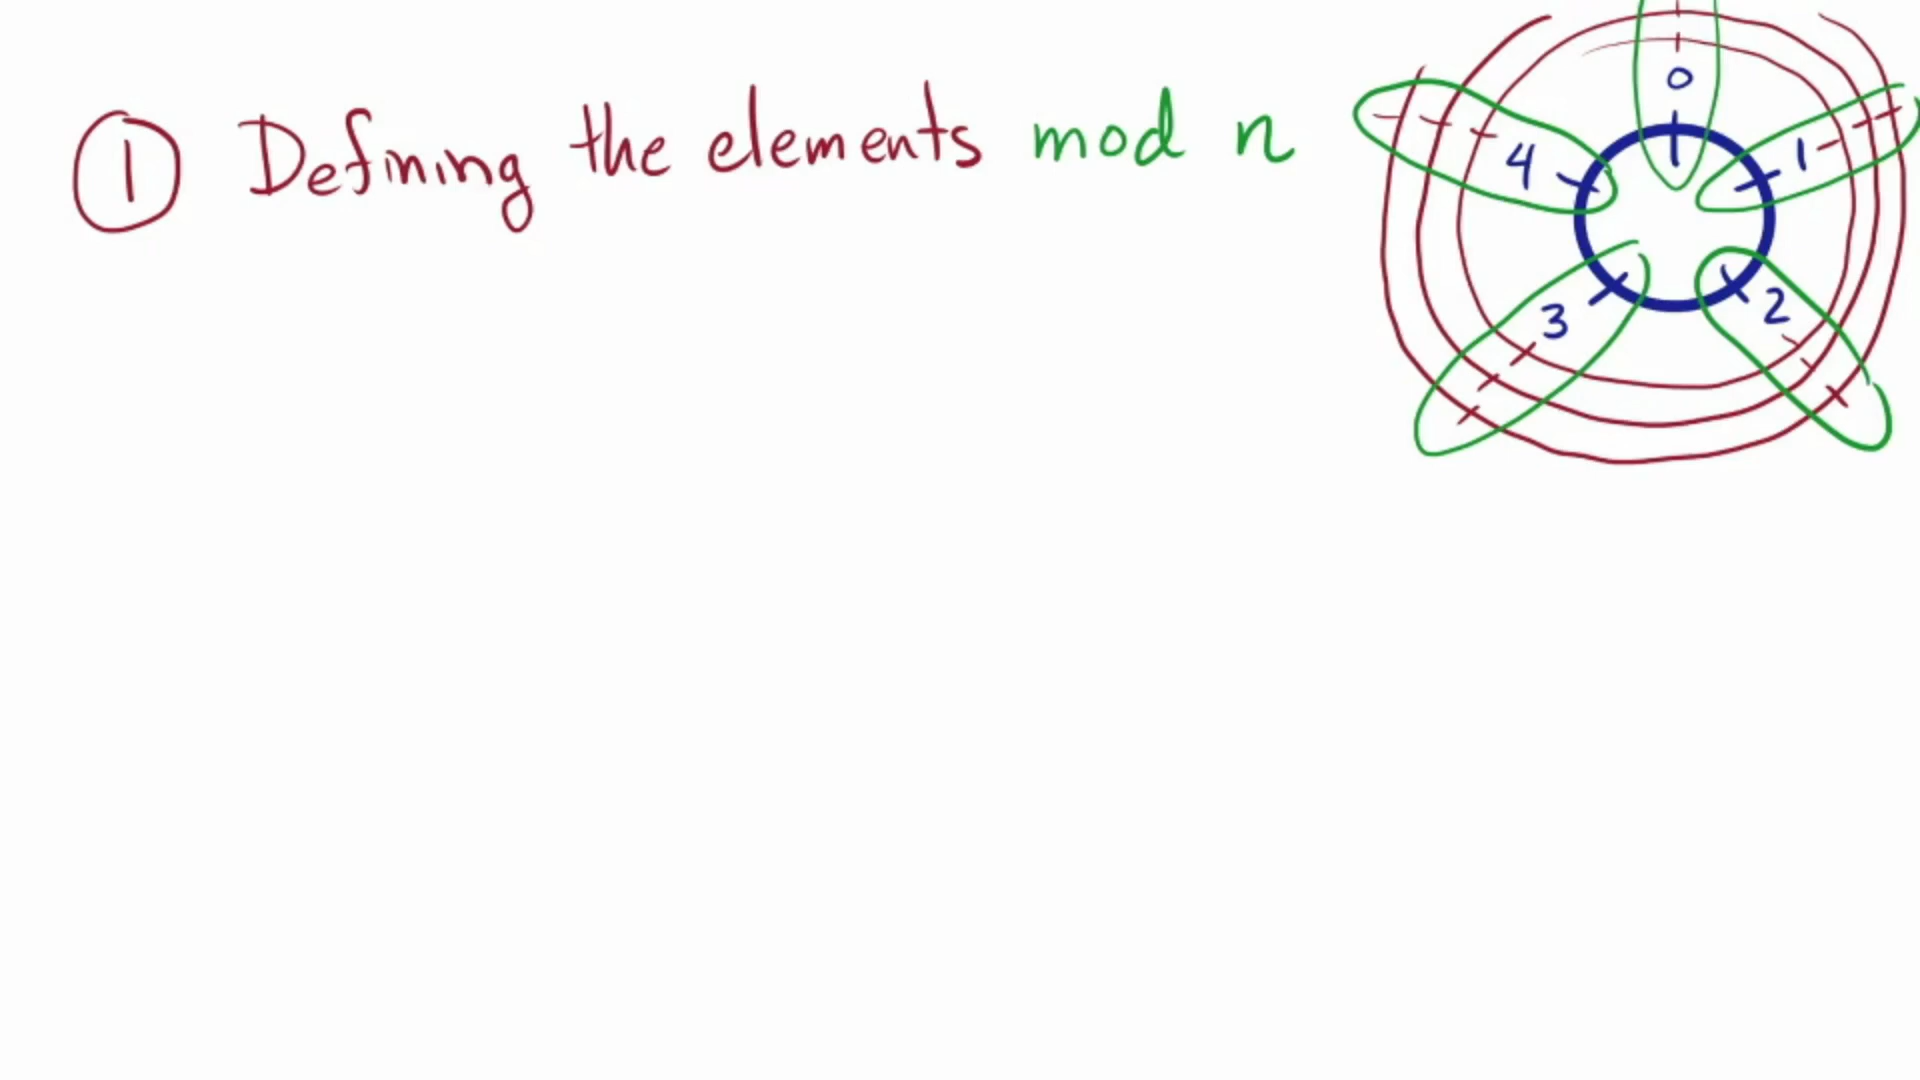 ① Defining the elements mod n
0
4 1
3 2